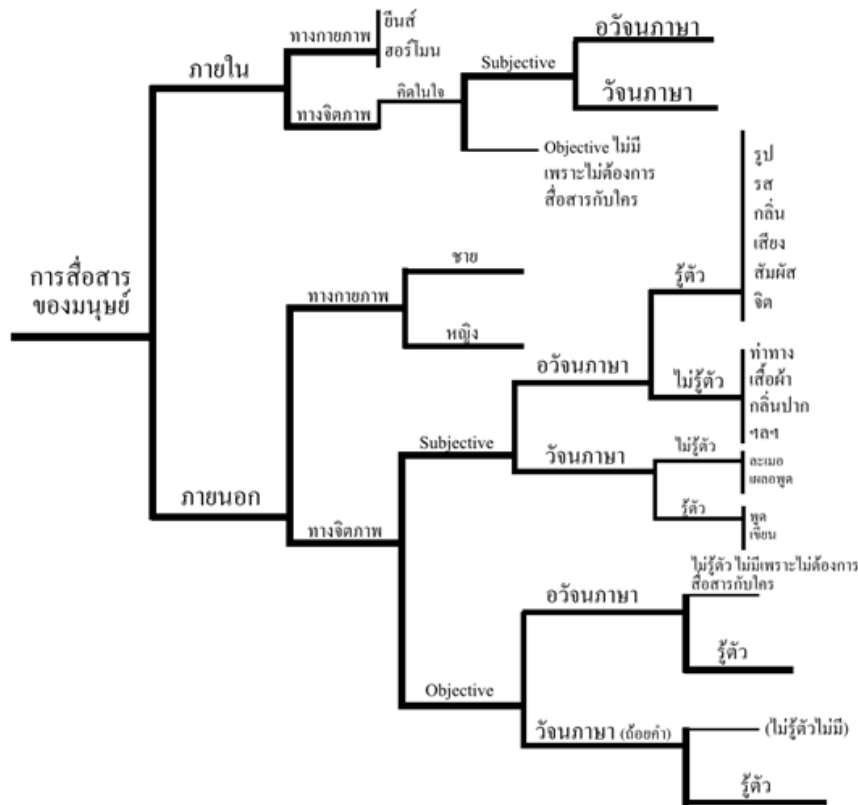 ยีนส์
ทางกายภาพ
ฮอร์โมน
ภายใน
ทางจิตภาพ
คิดในใจ
Subjective
อวัจนภาษา
วัจนภาษา
Objective ไม่มี
เพราะไม่ต้องการ
สื่อสารกับใคร
การสื่อสาร
ของมนุษย์
ภายนอก
ทางกายภาพ
ชาย
หญิง
ทางจิตภาพ
Subjective
อวัจนภาษา
รู้ตัว
รูป
รส
กลิ่น
เสียง
สัมผัส
จิต
ไม่รู้ตัว
ท่าทาง
เสื้อผ้า
กลิ่นปาก
ฯลฯ
วัจนภาษา
ไม่รู้ตัว
ละเมอ
เผลอพูด
รู้ตัว
พูด
เขียน
Objective
อวัจนภาษา
ไม่รู้ตัว ไม่มีเพราะไม่ต้องการ
สื่อสารกับใคร
รู้ตัว
วัจนภาษา (ถ้อยคำ)
(ไม่รู้ตัวไม่มี)
รู้ตัว